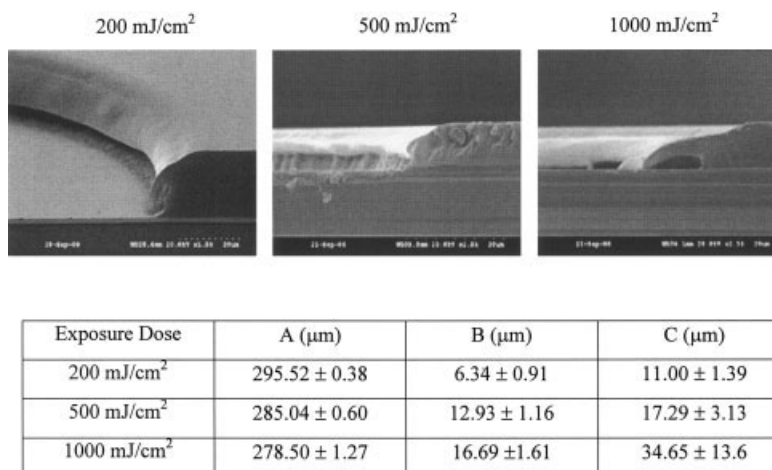 200 mJ/cm²
500 mJ/cm²
1000 mJ/cm²
20um
20um
Exposure Dose A (μm) B (μm) C (μm)
200 mJ/cm² 295.52 ± 0.38 6.34 ± 0.91 11.00 ± 1.39
500 mJ/cm² 285.04 ± 0.60 12.93 ± 1.16 17.29 ± 3.13
1000 mJ/cm² 278.50 ± 1.27 16.69 ±1.61 34.65 ± 13.6